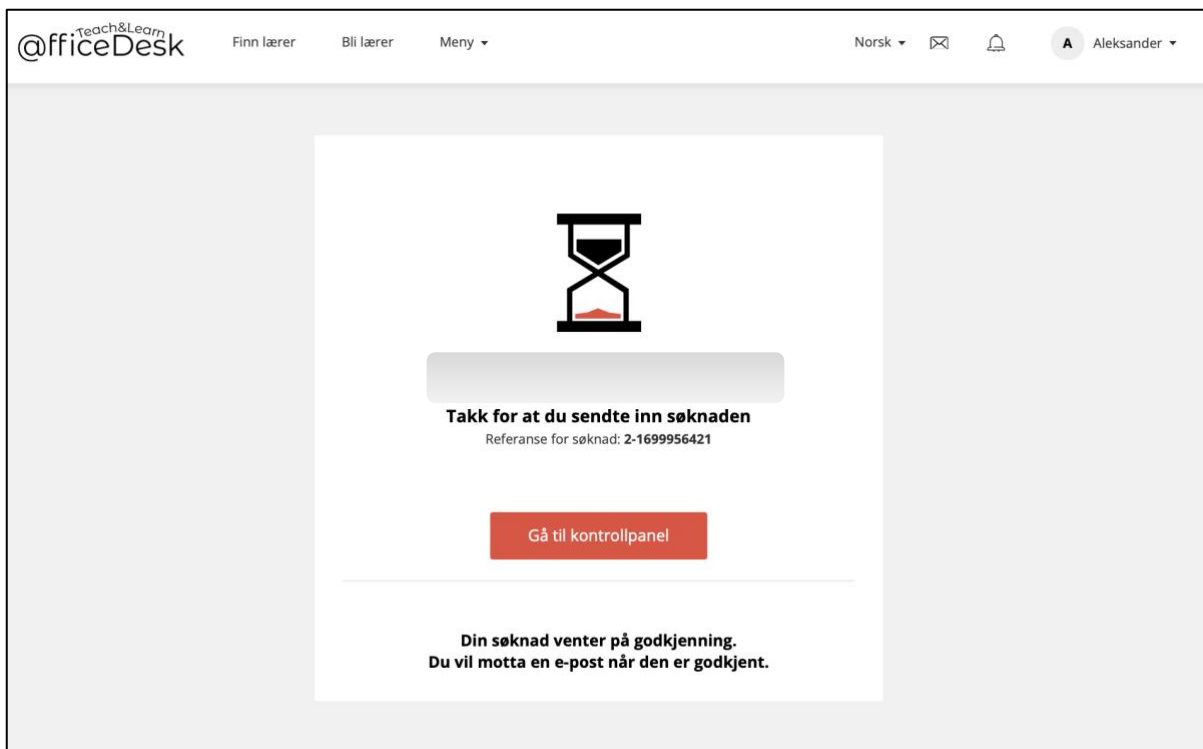 Teach&Learn
@fficeDesk
Finn lærer
Bli lærer
Meny
Norsk
A
Aleksander
Takk for at du sendte inn søknaden
Referanse for søknad: 2-1699956421
Gå til kontrollpanel
Din søknad venter på godkjenning.
Du vil motta en e-post når den er godkjent.